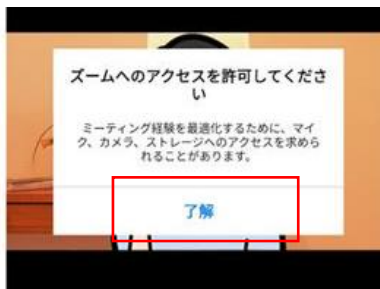 ズームへのアクセスを許可してくださ
い
ミーティング経験を最適化するために、マイ
ク、カメラ、ストレージへのアクセスを求めら
れることがあります。
了解